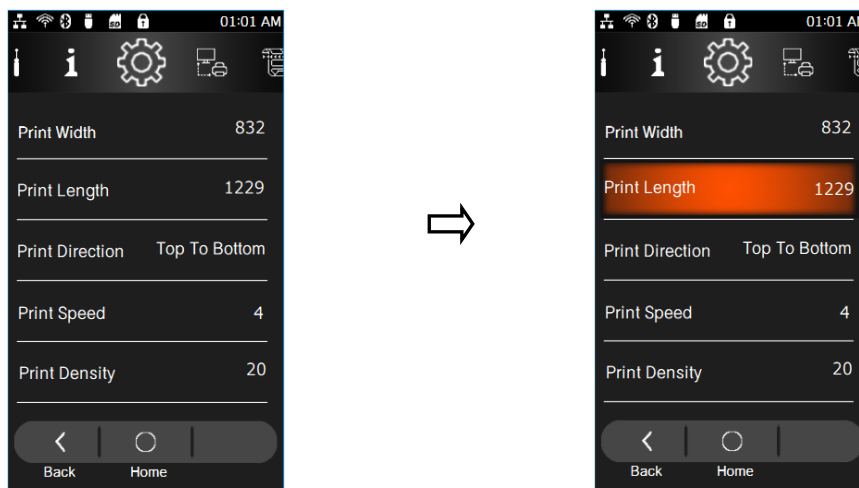 SD 01:01 AM
Print Width 832
Print Length 1229
Print Direction Top To Bottom
Print Speed 4
Print Density 20
Back Home
SD 01:01 AM
Print Width 832
Print Length 1229
Print Direction Top To Bottom
Print Speed 4
Print Density 20
Back Home